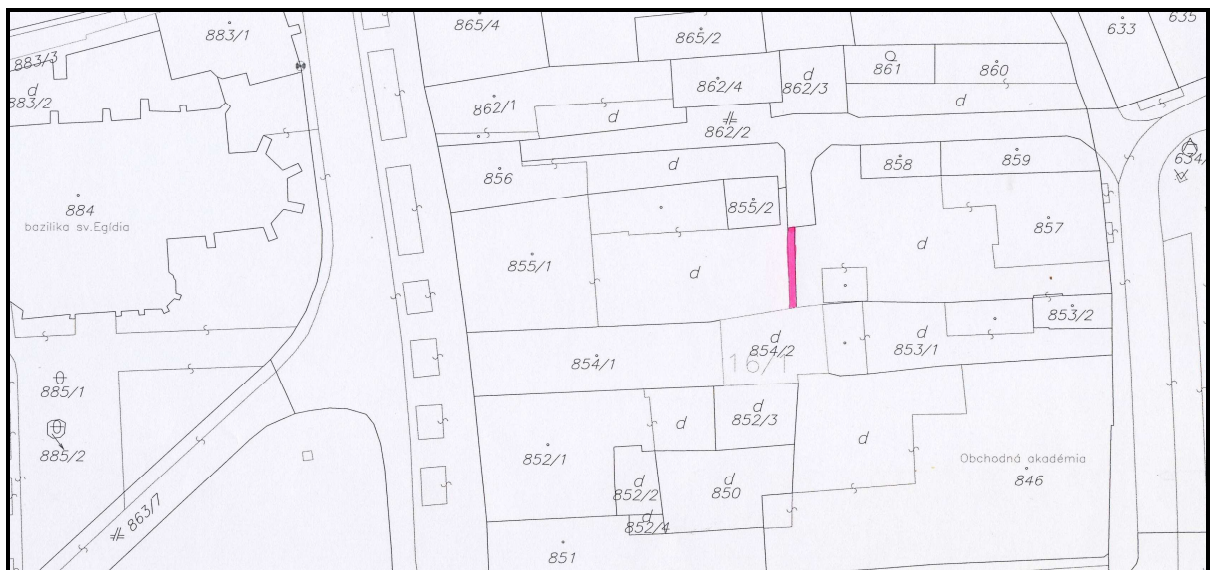 865/4
883/1
865/2
633
635
883/3
861
860
d
883/2
862/4
d
862/3
862/1
d
d
862/2
858
859
634/
856
d
884
bazilika sv.Egídia
855/2
857
d
855/1
d
853/2
d
853/1
d
854/2
16/1
854/1
885/1
d
852/3
d
d
885/2
852/1
Obchodná akadémia
846
d
852/2
d
850
d
852/4
863/7
851